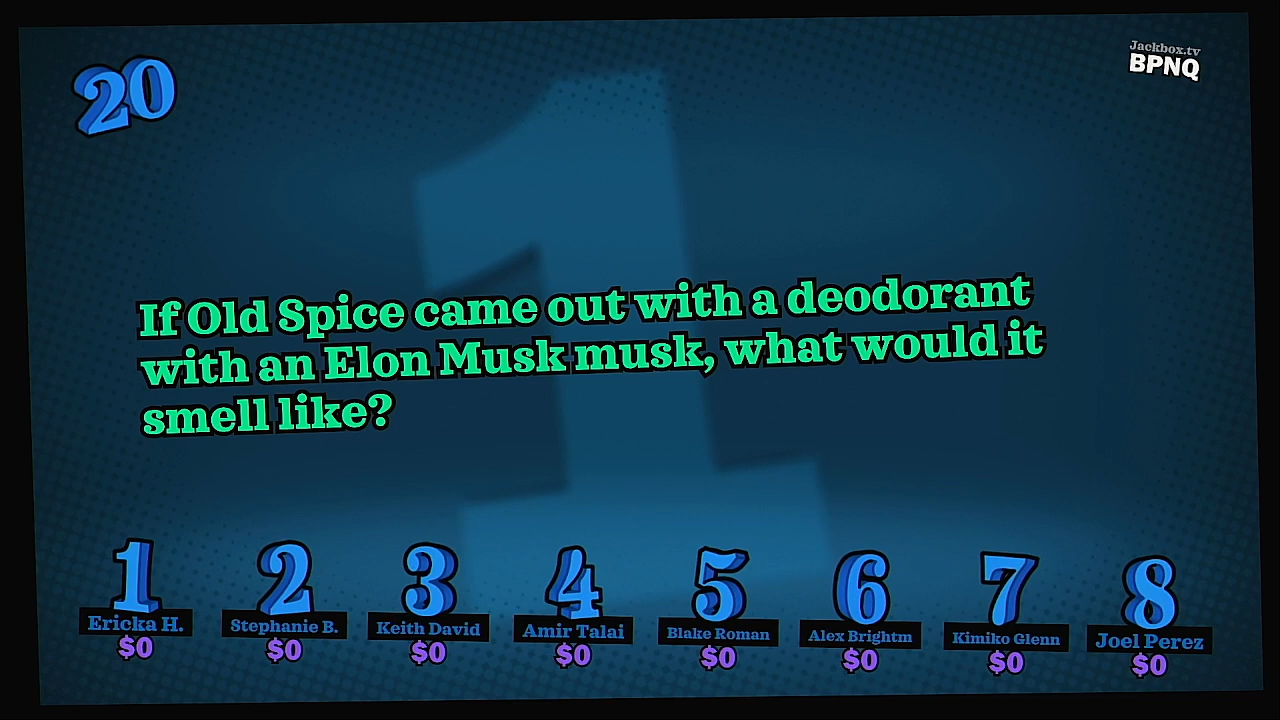 20
Jackbox.tv
BPNQ
If Old Spice came out with a deodorant
with an Elon Musk musk, what would it
smell like?
1
1 2 3 4 5 6 7 8
Ericka H. Stephanie B. Keith David Amir Talai Blake Roman Alex Brightm Kimiko Glenn Joel Perez
$0 $0 $0 $0 $0 $0 $0 $0